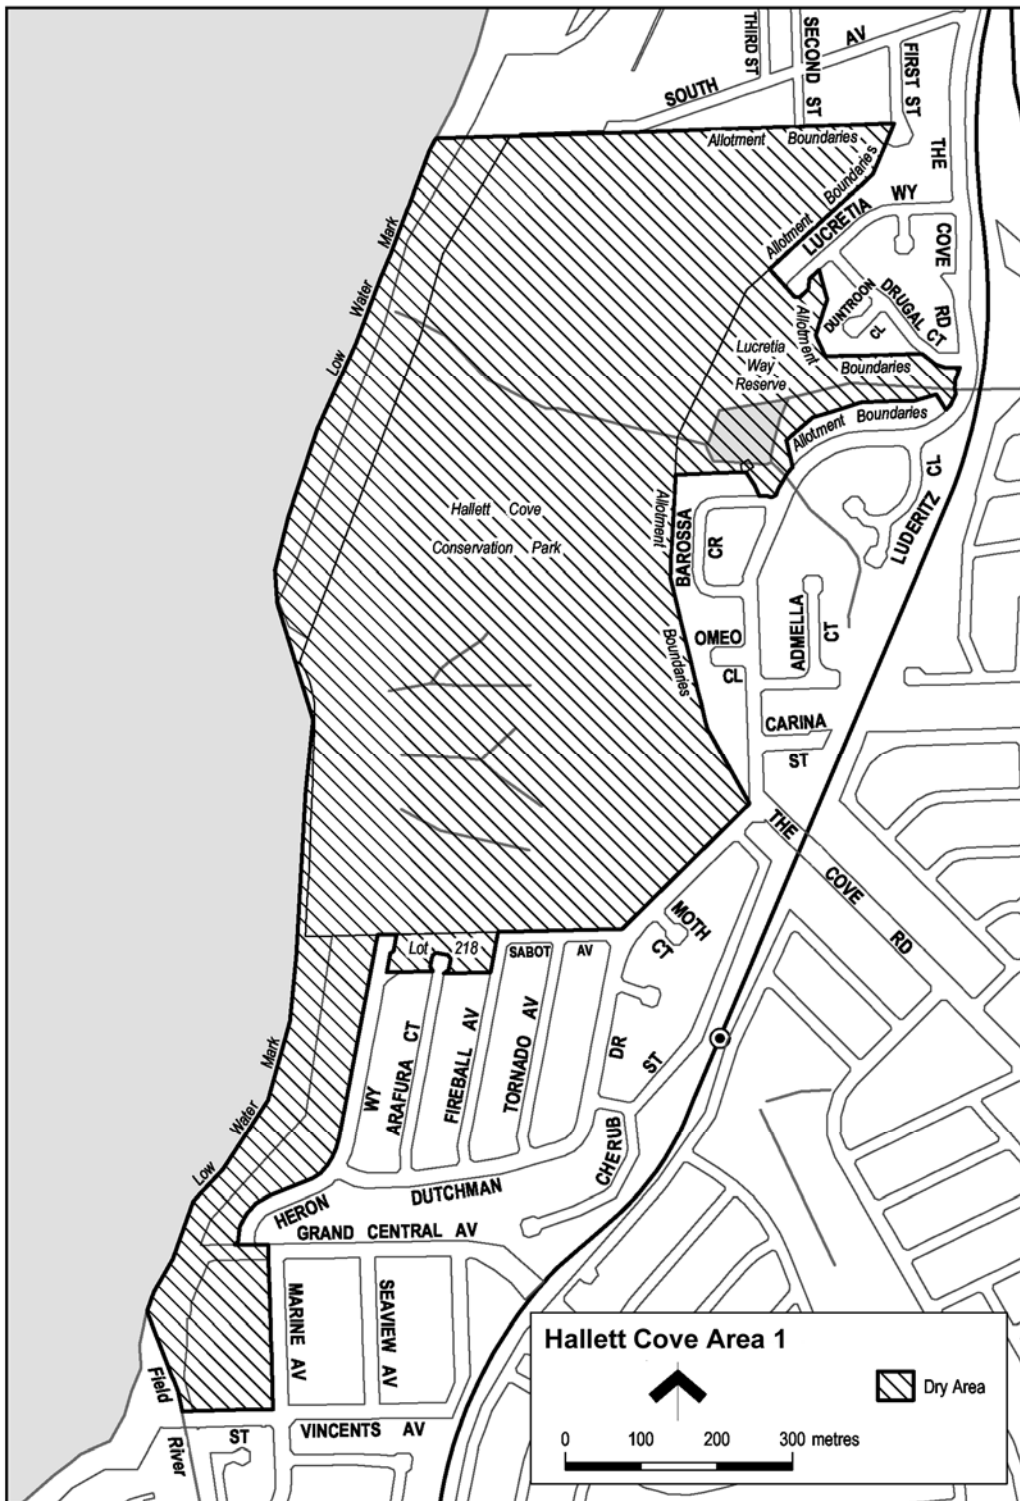 THIRD ST
SECOND ST
SOUTH AV
FIRST ST
THE COVE RD
Allotment Boundaries
Allotment Boundaries
LUCRETIA WY
Low Water Mark
DUNTROON CL
DRUGAL CT
Allotment Boundaries
Lucretia
Way
Reserve
Allotment Boundaries
LUDERITZ CL
Hallett Cove
Conservation Park
Allotment Boundaries
BAROSSA CR
OMEO CL
ADMELLA CT
CARINA ST
THE COVE RD
MOTH CT
Lot 218
SABOT AV
Low Water Mark
HERON WY
ARAFURA CT
FIREBALL AV
TORNADO AV
DUTCHMAN DR
CHERUB ST
GRAND CENTRAL AV
MARINE AV
SEAVIEW AV
Field River
ST VINCENTS AV
Hallett Cove Area 1
Dry Area
0 100 200 300 metres